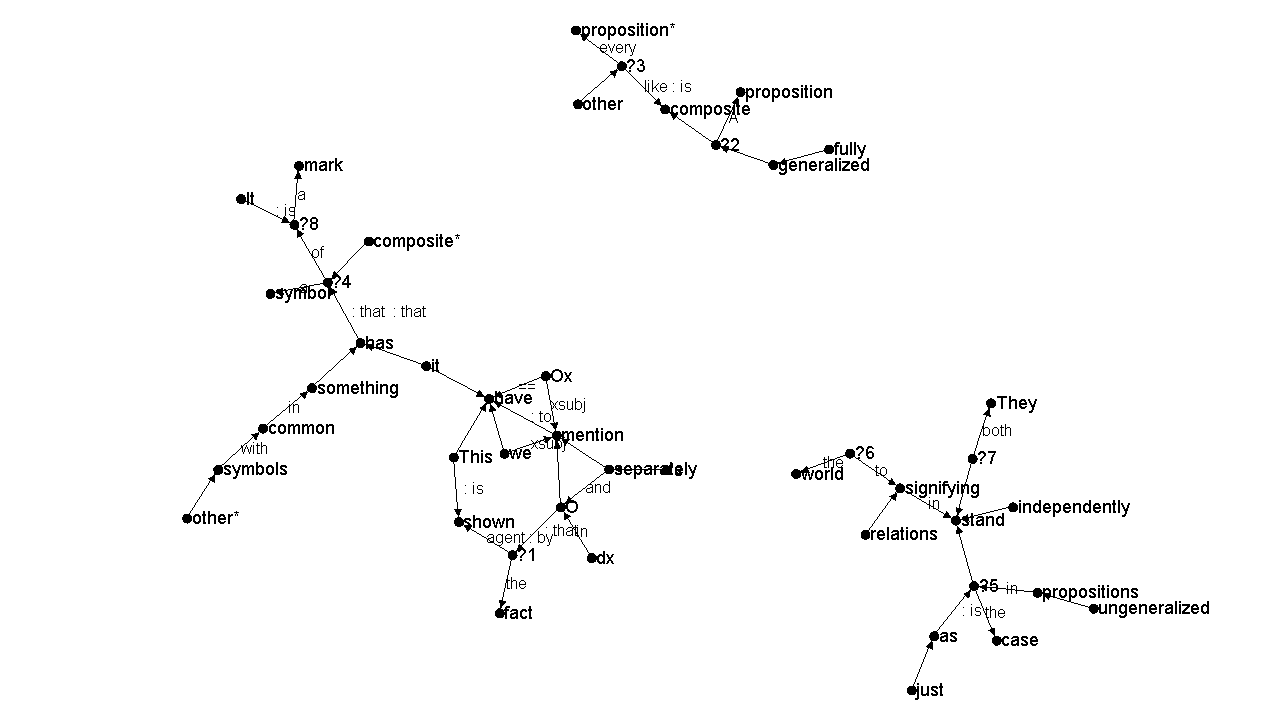 proposition*
every
?3
like : is
other
composite
proposition
A
?2
fully
generalized
mark
a
It
: is
?8
of
composite*
?4
a
symbol
: that : that
has
it
something
in
common
with
symbols
other*
Ox
==
have
xsubj
: to
mention
we
xsubj
This
separately
: is
and
O
shown
agent : by
: that
in
?1
dx
the
fact
They
both
?6
the
?7
to
world
signifying
in
independently
stand
relations
?5
in
propositions
: is
the
ungeneralized
as
case
just